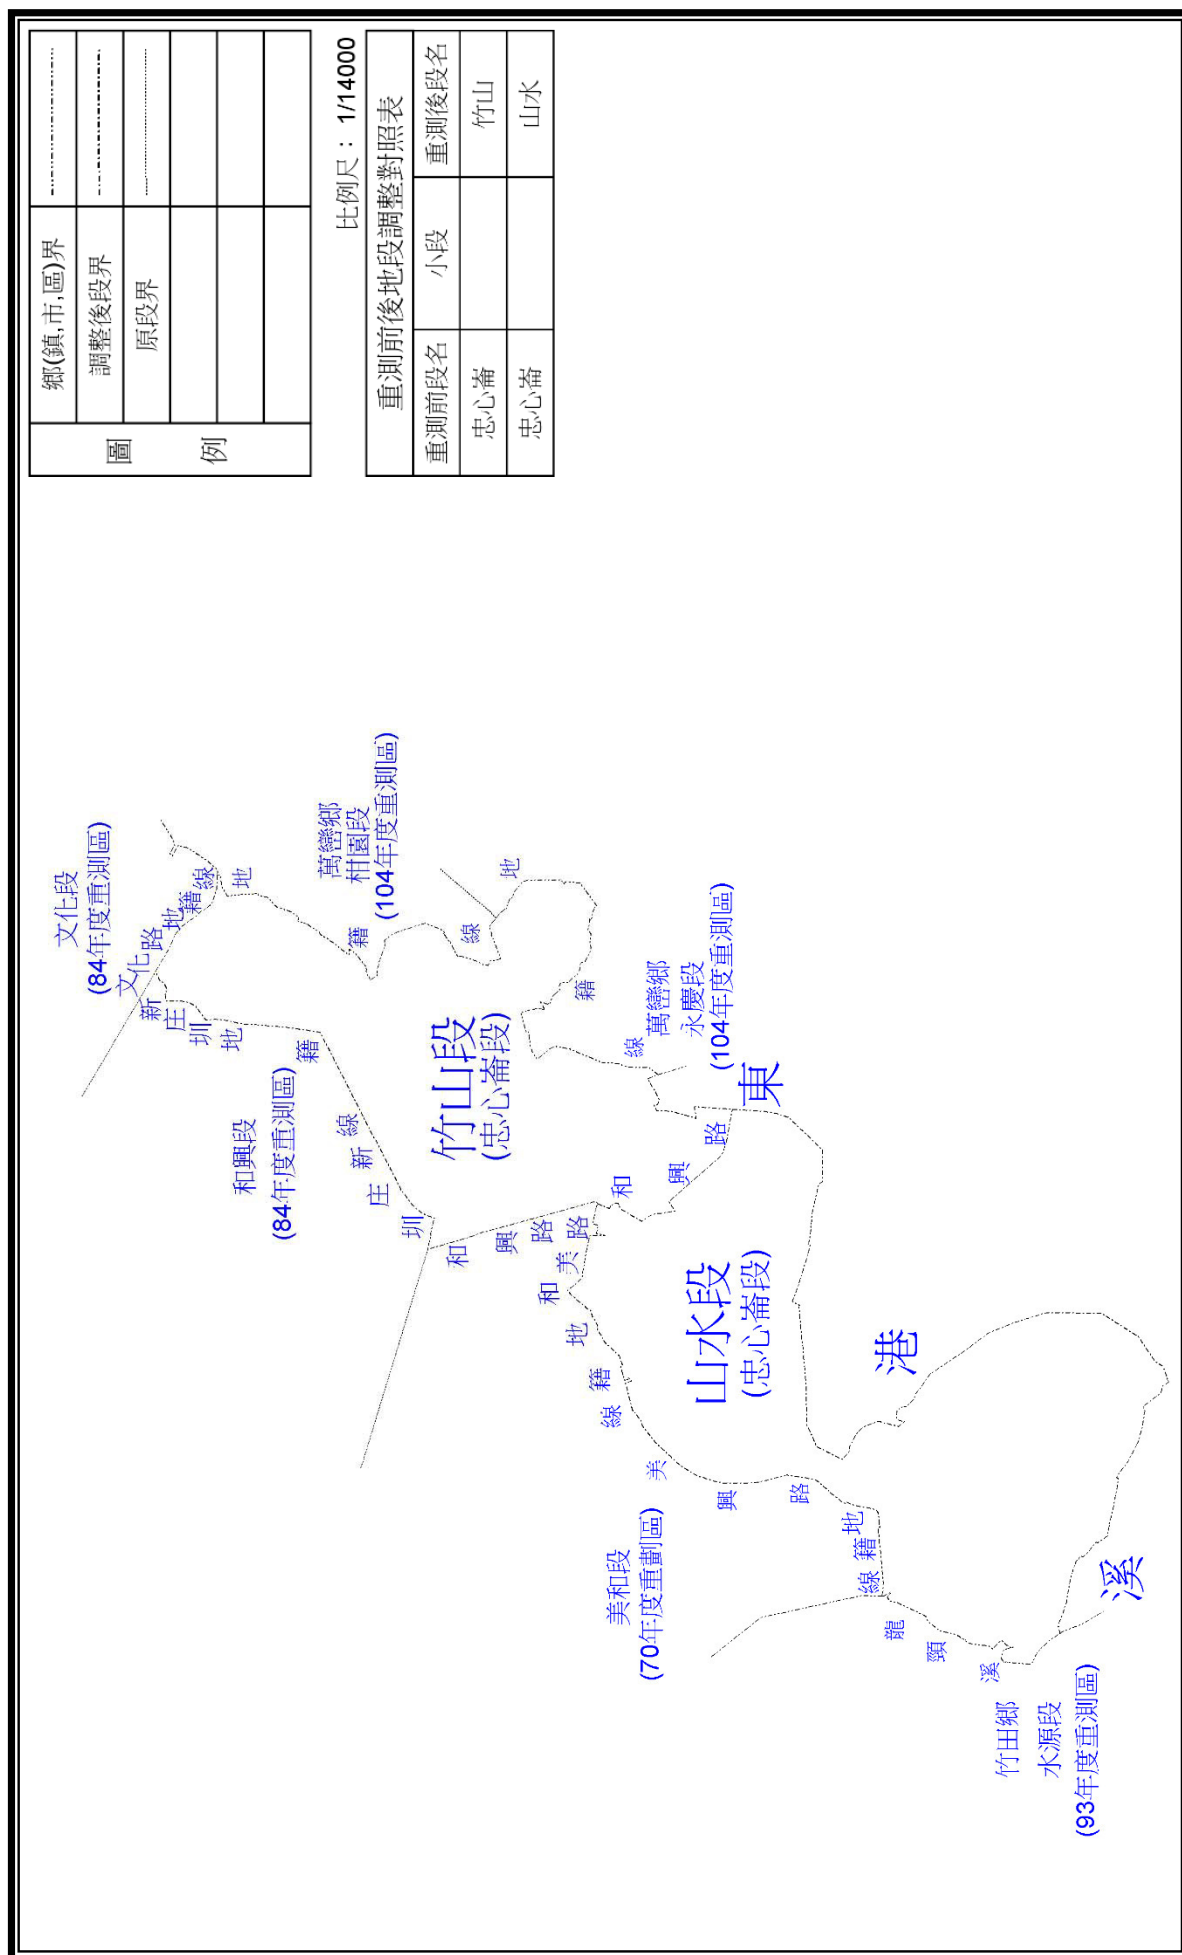 圖例
鄉(鎮,市,區)界
調整後段界
原段界
比例尺：1/14000
重測前後地段調整對照表
重測前段名 小段 重測後段名
忠心崙 竹山
忠心崙 山水
文化段
(84年度重測區)
文化路地籍線
新庄圳地籍線
和興段
(84年度重測區)
新庄圳
萬巒鄉
柑園段
(104年度重測區)
地籍線
地籍線
萬巒鄉
永慶段
(104年度重測區)
竹山段
(忠心崙段)
和興路
和興路
和美路
地籍線
山水段
(忠心崙段)
美興路
地籍線
美和段
(70年度重劃區)
龍頸溪
竹田鄉
水源段
(93年度重測區)
東港溪